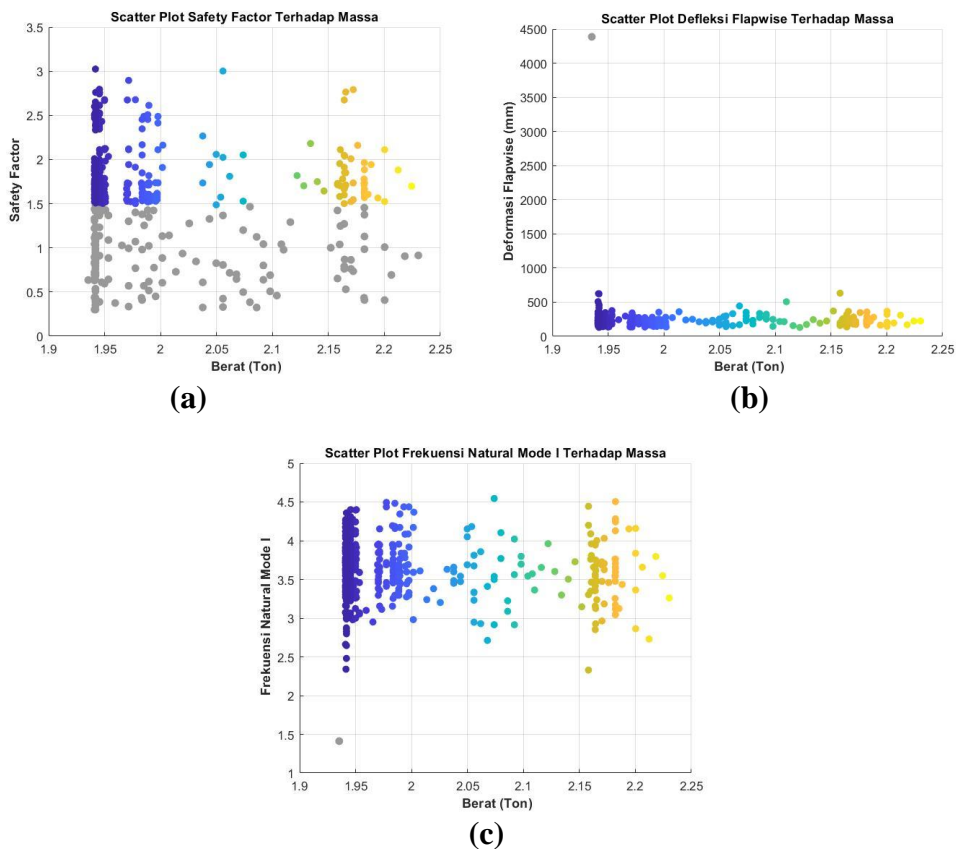 Scatter Plot Safety Factor Terhadap Massa
3.5
3
2.5
2
1.5
1
0.5
0
Safety Factor
1.9 1.95 2 2.05 2.1 2.15 2.2 2.25
Berat (Ton)
(a)
Scatter Plot Defleksi Flapwise Terhadap Massa
4500
4000
3500
3000
2500
2000
1500
1000
500
0
Deformasi Flapwise (mm)
1.9 1.95 2 2.05 2.1 2.15 2.2 2.25
Berat (Ton)
(b)
Scatter Plot Frekuensi Natural Mode I Terhadap Massa
5
4.5
4
3.5
3
2.5
2
1.5
1
Frekuensi Natural Mode I
1.9 1.95 2 2.05 2.1 2.15 2.2 2.25
Berat (Ton)
(c)